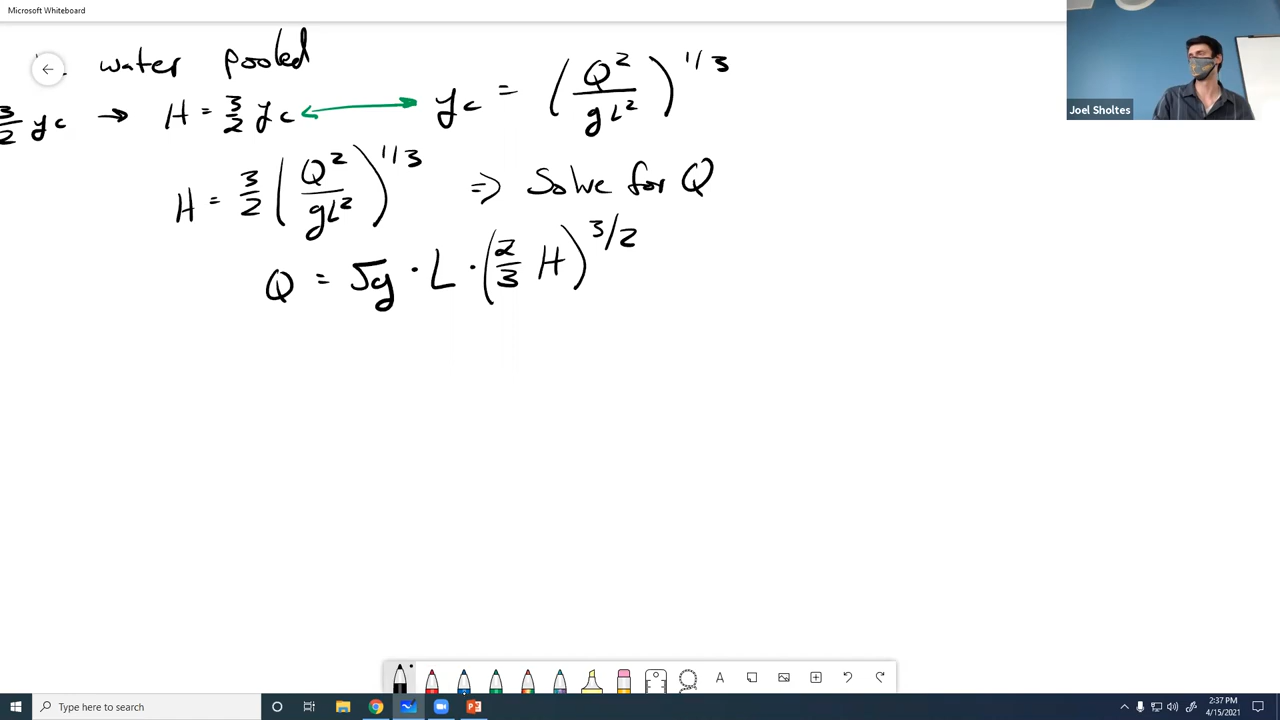 Microsoft Whiteboard
water pooled
3/2 yc → H = 3/2 yc ↔ yc = (Q²/gL²)^1/3
H = 3/2 (Q²/gL²)^1/3 ⇒ Solve for Q
Q = √g · L · (2/3 H)^3/2
Joel Sholtes
A
Type here to search
2:37 PM
4/15/2021